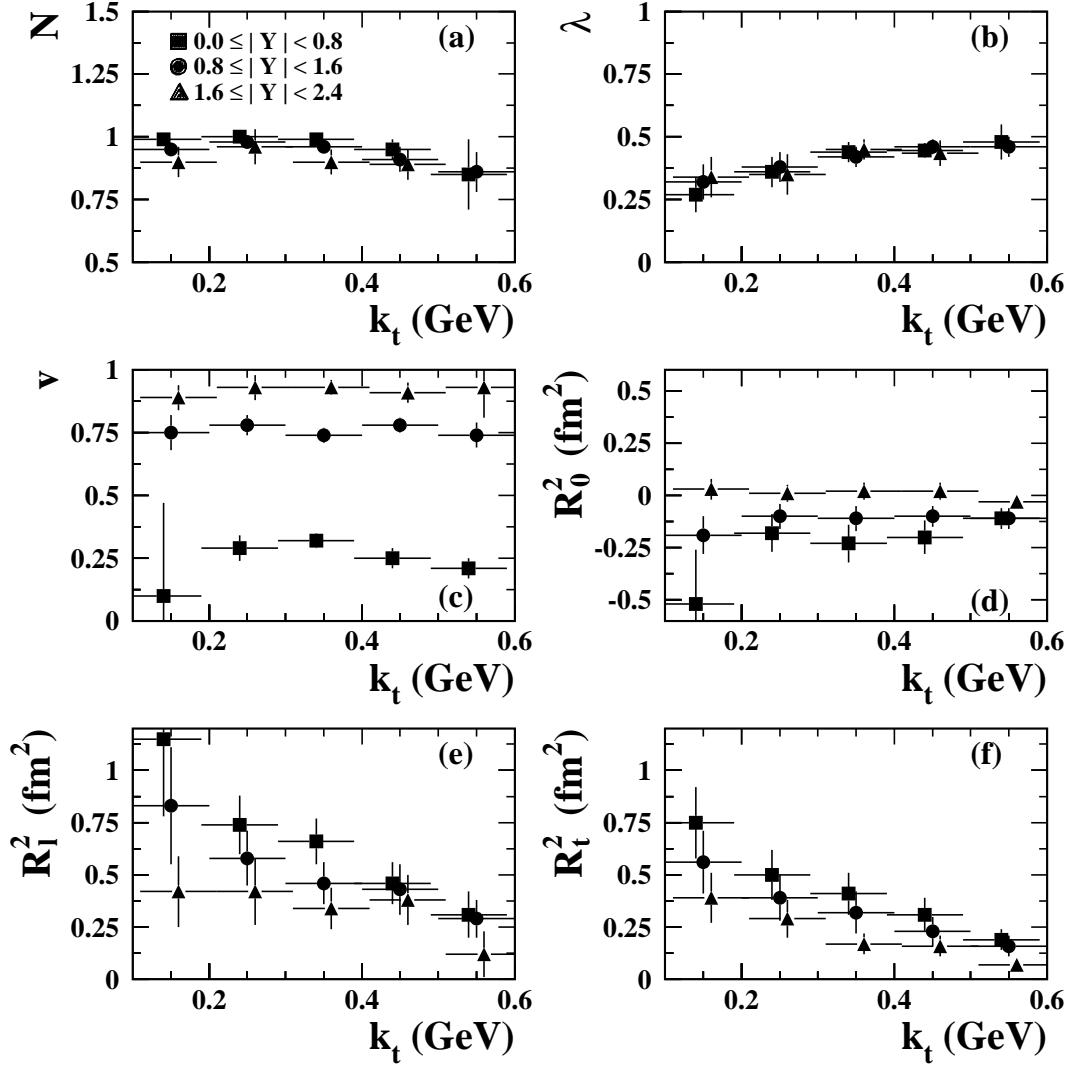 N
1.5
1.25
1
0.75
0.5
(a)
0.0 ≤ | Y | < 0.8
0.8 ≤ | Y | < 1.6
1.6 ≤ | Y | < 2.4
0.2 0.4 0.6
k_t (GeV)
λ
1
0.75
0.5
0.25
0
(b)
0.2 0.4 0.6
k_t (GeV)
v
1
0.75
0.5
0.25
0
(c)
0.2 0.4 0.6
k_t (GeV)
R_0^2 (fm^2)
0.5
0.25
0
-0.25
-0.5
(d)
0.2 0.4 0.6
k_t (GeV)
R_l^2 (fm^2)
1
0.75
0.5
0.25
0
(e)
0.2 0.4 0.6
k_t (GeV)
R_t^2 (fm^2)
1
0.75
0.5
0.25
0
(f)
0.2 0.4 0.6
k_t (GeV)